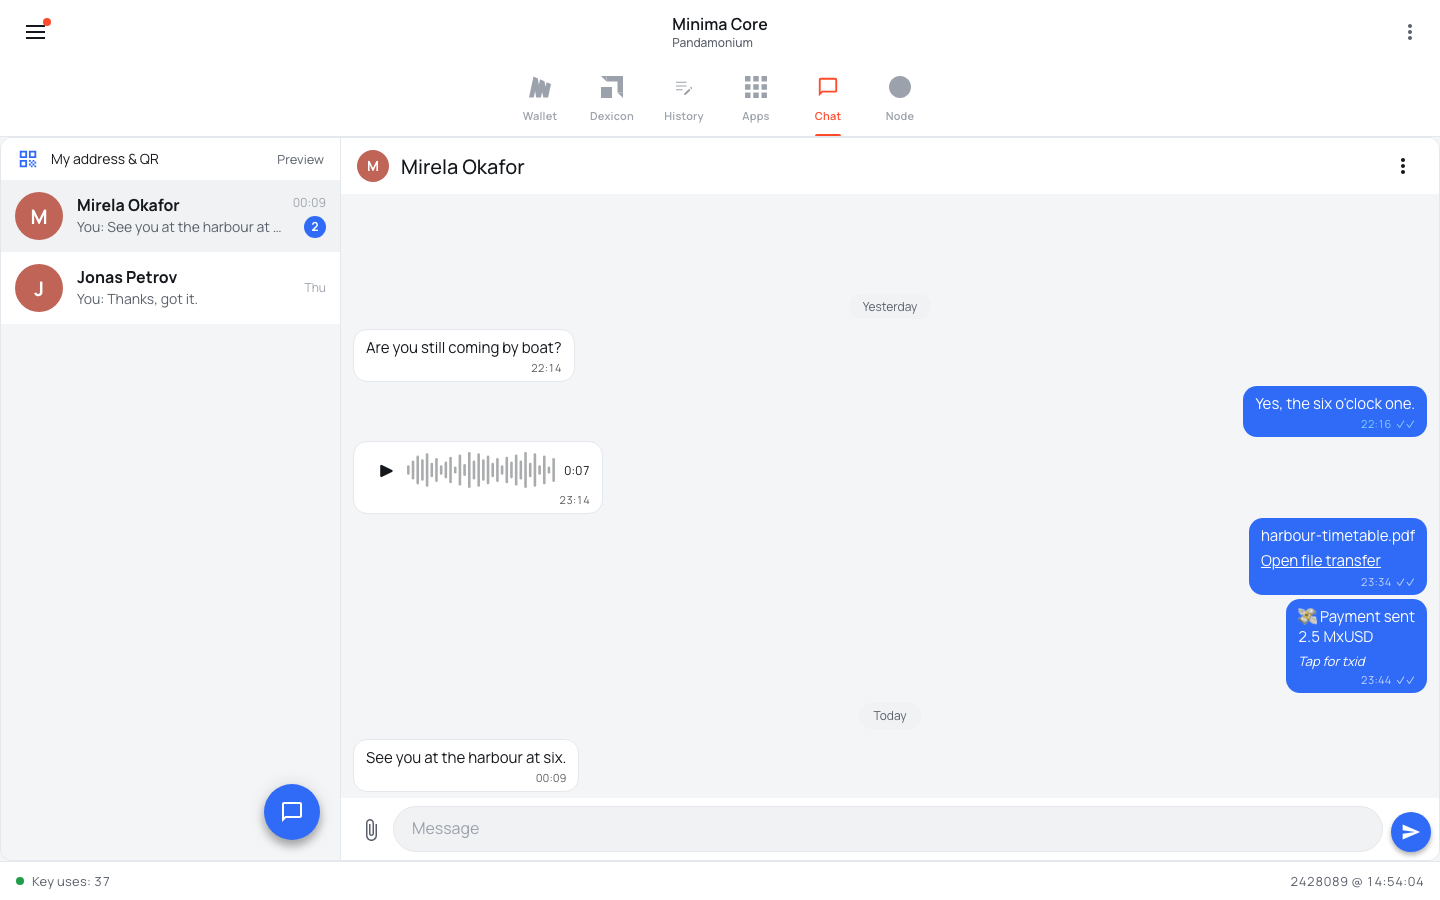 Minima Core
Pandamonium
Wallet
Dexicon
History
Apps
Chat
Node
My address & QR
Preview
M
Mirela Okafor
00:09
You: See you at the harbour at ...
2
J
Jonas Petrov
Thu
You: Thanks, got it.
M
Mirela Okafor
Yesterday
Are you still coming by boat?
22:14
Yes, the six o'clock one.
22:16
0:07
23:14
harbour-timetable.pdf
Open file transfer
23:34
💸 Payment sent
2.5 MxUSD
Tap for txid
23:44
Today
See you at the harbour at six.
00:09
Message
Key uses: 37
2428089 @ 14:54:04